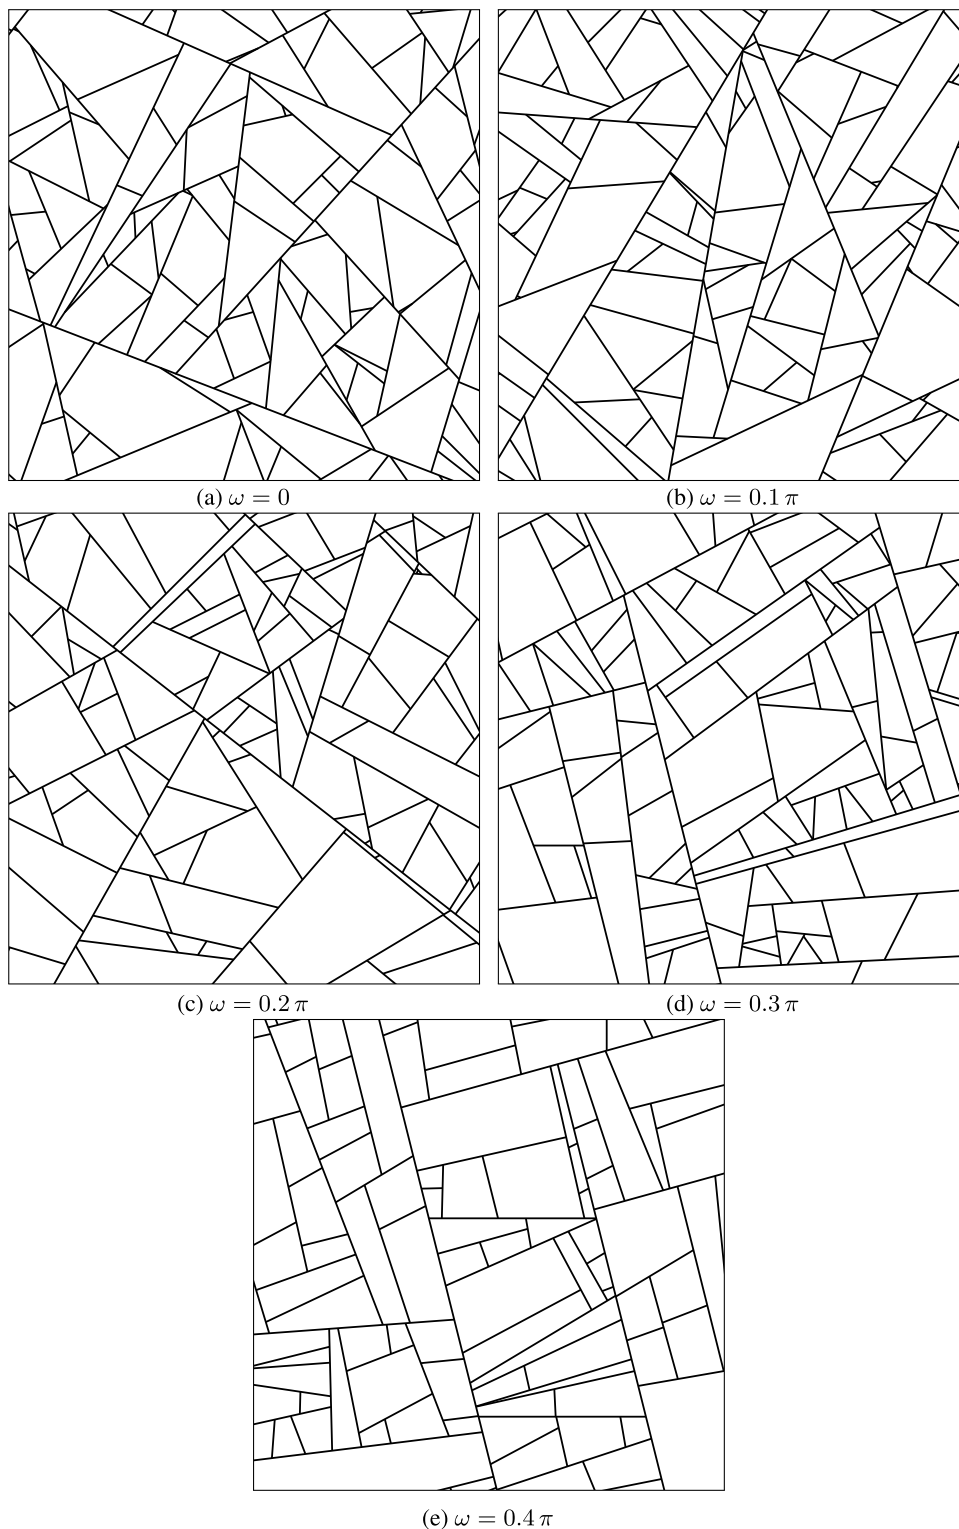 (a) ω = 0
(b) ω = 0.1 π
(c) ω = 0.2 π
(d) ω = 0.3 π
(e) ω = 0.4 π